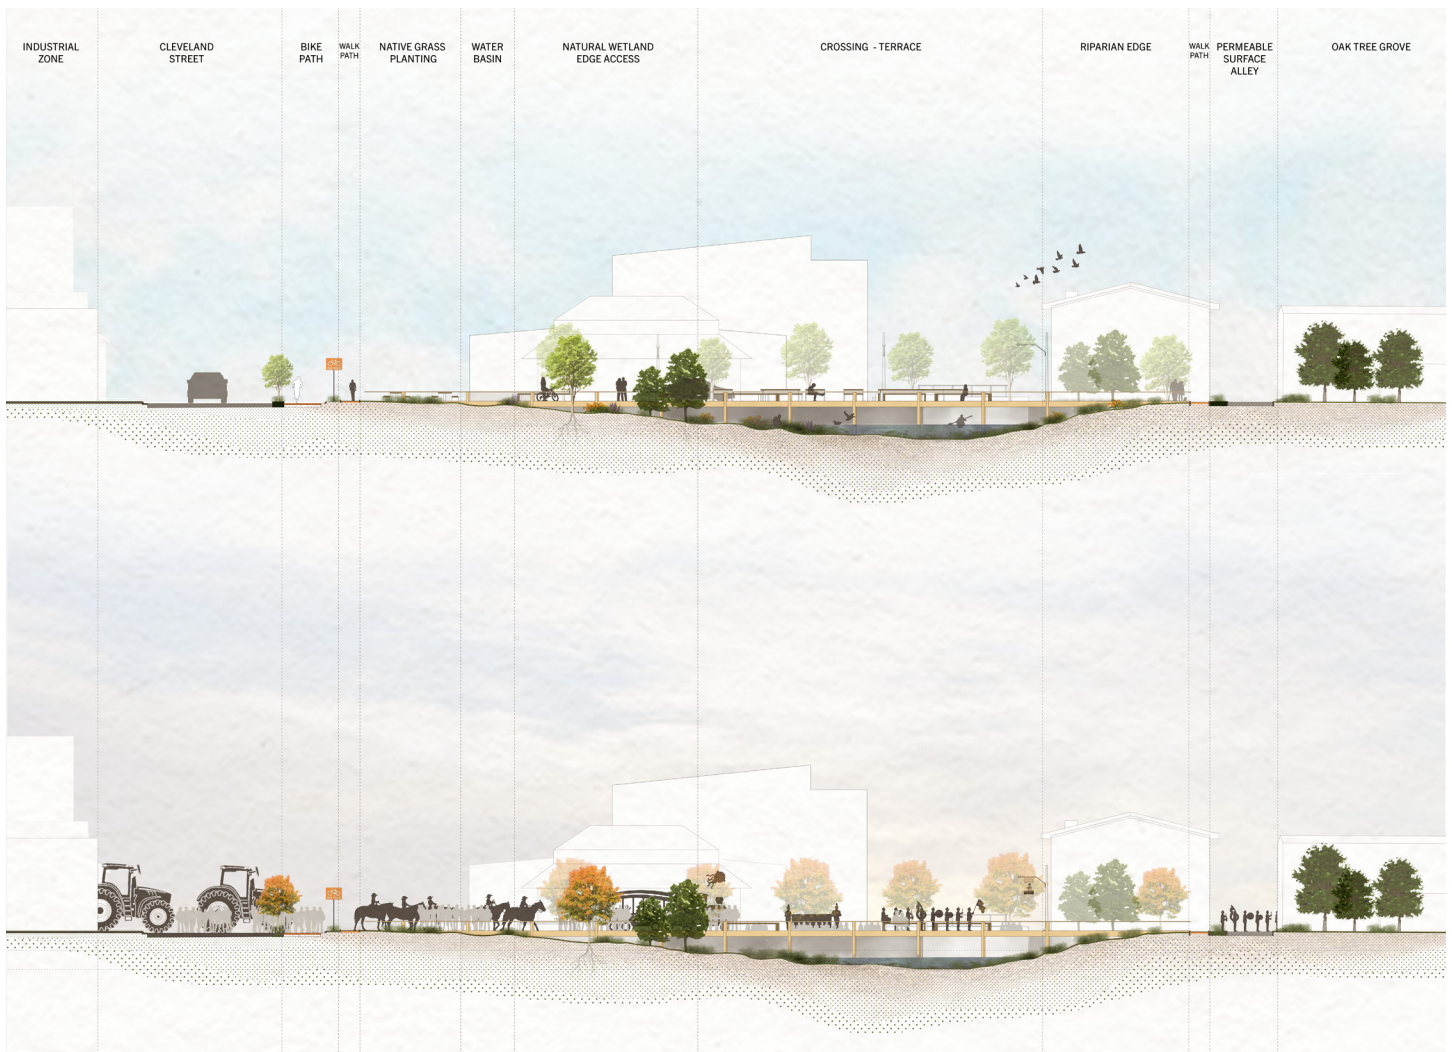 INDUSTRIAL
ZONE
CLEVELAND
STREET
BIKE
PATH
WALK
PATH
NATIVE GRASS
PLANTING
WATER
BASIN
NATURAL WETLAND
EDGE ACCESS
CROSSING - TERRACE
RIPARIAN EDGE
WALK
PATH
PERMEABLE
SURFACE
ALLEY
OAK TREE GROVE